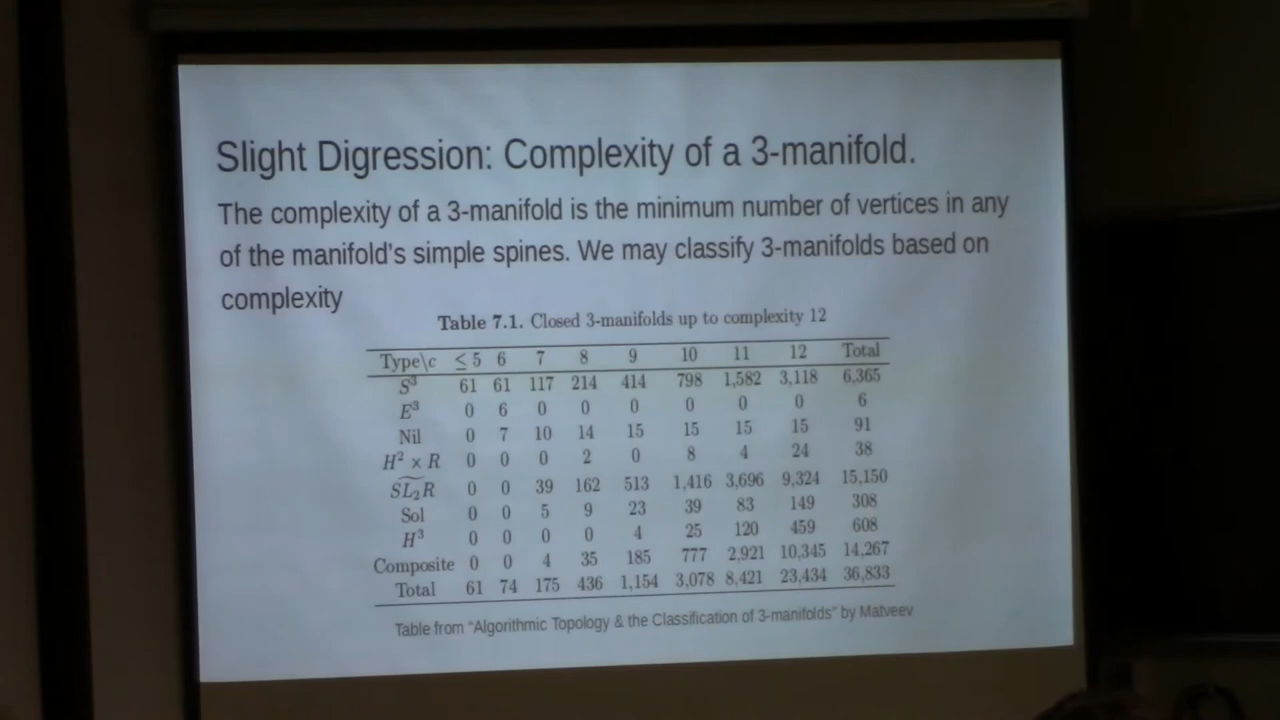 Slight Digression: Complexity of a 3-manifold.
The complexity of a 3-manifold is the minimum number of vertices in any
of the manifold's simple spines. We may classify 3-manifolds based on
complexity
Table 7.1. Closed 3-manifolds up to complexity 12
Type\c ≤ 5 6 7 8 9 10 11 12 Total
S³ 61 61 117 214 414 798 1,582 3,118 6,365
E³ 0 6 0 0 0 0 0 0 6
Nil 0 7 10 14 15 15 15 15 91
H² × R 0 0 0 2 0 8 4 24 38
S̃L₂R 0 0 39 162 513 1,416 3,696 9,324 15,150
Sol 0 0 5 9 23 39 83 149 308
H³ 0 0 0 0 4 25 120 459 608
Composite 0 0 4 35 185 777 2,921 10,345 14,267
Total 61 74 175 436 1,154 3,078 8,421 23,434 36,833
Table from "Algorithmic Topology & the Classification of 3-manifolds" by Matveev